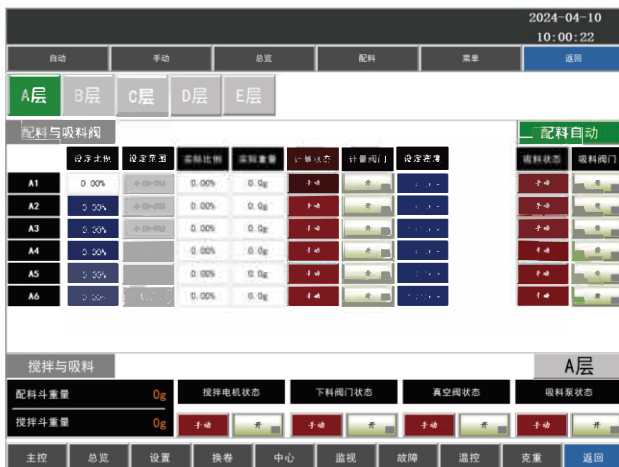 2024-04-10
10:00:22
自动 手动 总览 配料 菜单 返回
A层 B层 C层 D层 E层
配料与吸料阀 配料自动
设定比例 设定范围 实际比例 实际重量 计量状态 计量阀门 设定密度 吸料状态 吸料阀门
A1 0.00% 0.00% 0.0g 手动 开 手动
A2 0.00% 0.00% 0.0g 手动 开 手动 开
A3 0.00% 0.00% 0.0g 手动 开 手动 开
A4 0.00% 0.00% 0.0g 手动 开 手动 开
A5 0.00% 0.00% 0.0g 手动 开 手动
A6 0.00% 0.00% 0.0g 手动 开 手动 开
搅拌与吸料 A层
配料斗重量 0g 搅拌电机状态 下料阀门状态 真空阀状态 吸料泵状态
搅拌斗重量 0g 手动 开 手动 开 手动 开 手动 开
主控 总览 设置 换卷 中心 监视 故障 温控 克重 返回